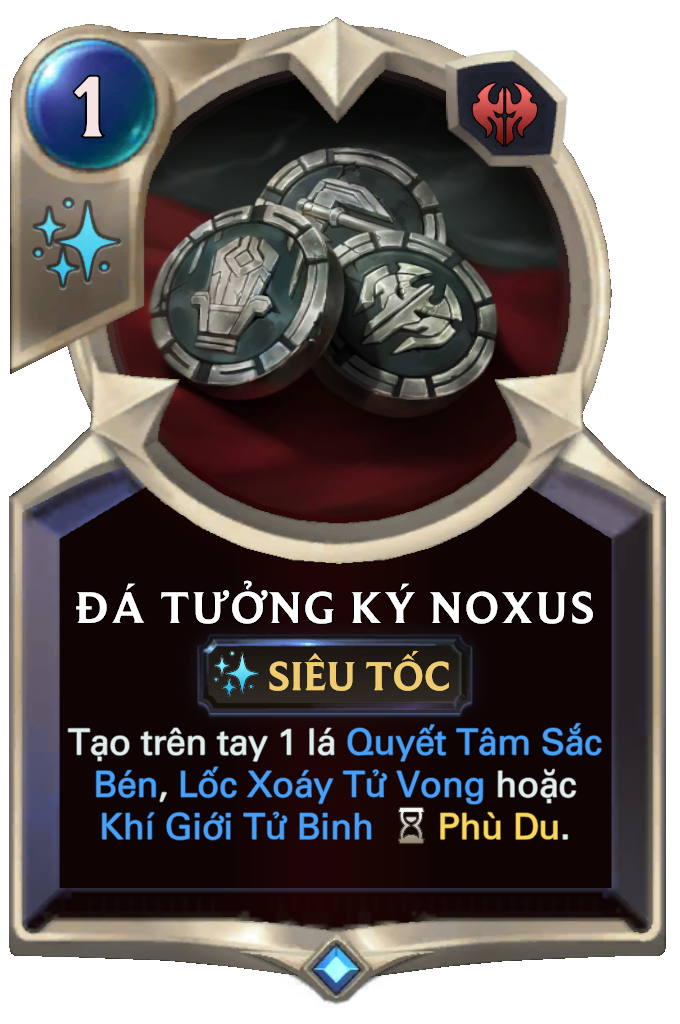 1
ĐÁ TƯỞNG KÝ NOXUS
SIÊU TỐC
Tạo trên tay 1 lá Quyết Tâm Sắc
Bén, Lốc Xoáy Tử Vong hoặc
Khí Giới Tử Binh Phù Du.